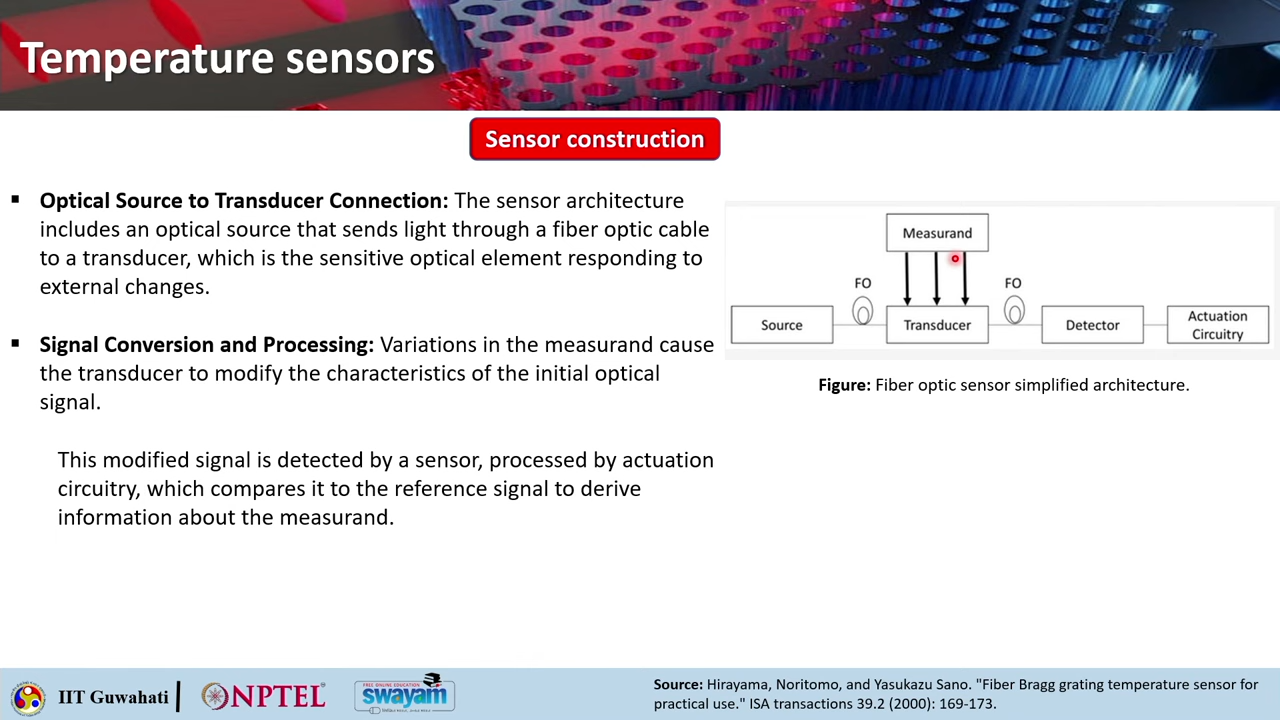 Temperature sensors
Sensor construction
▪ Optical Source to Transducer Connection: The sensor architecture
includes an optical source that sends light through a fiber optic cable
to a transducer, which is the sensitive optical element responding to
external changes.
▪ Signal Conversion and Processing: Variations in the measurand cause
the transducer to modify the characteristics of the initial optical
signal.
This modified signal is detected by a sensor, processed by actuation
circuitry, which compares it to the reference signal to derive
information about the measurand.
Measurand
FO
FO
Source
Transducer
Detector
Actuation
Circuitry
Figure: Fiber optic sensor simplified architecture.
IIT Guwahati
NPTEL
FREE ONLINE EDUCATION
swayam
Source: Hirayama, Noritomo, and Yasukazu Sano. "Fiber Bragg grating temperature sensor for
practical use." ISA transactions 39.2 (2000): 169-173.